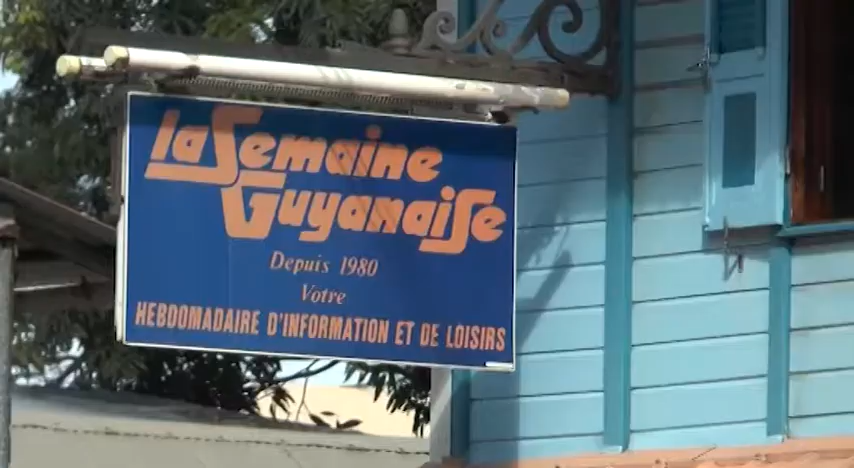 la Semaine
Guyanaise
Depuis 1980
Votre
HEBDOMADAIRE D'INFORMATION ET DE LOISIRS